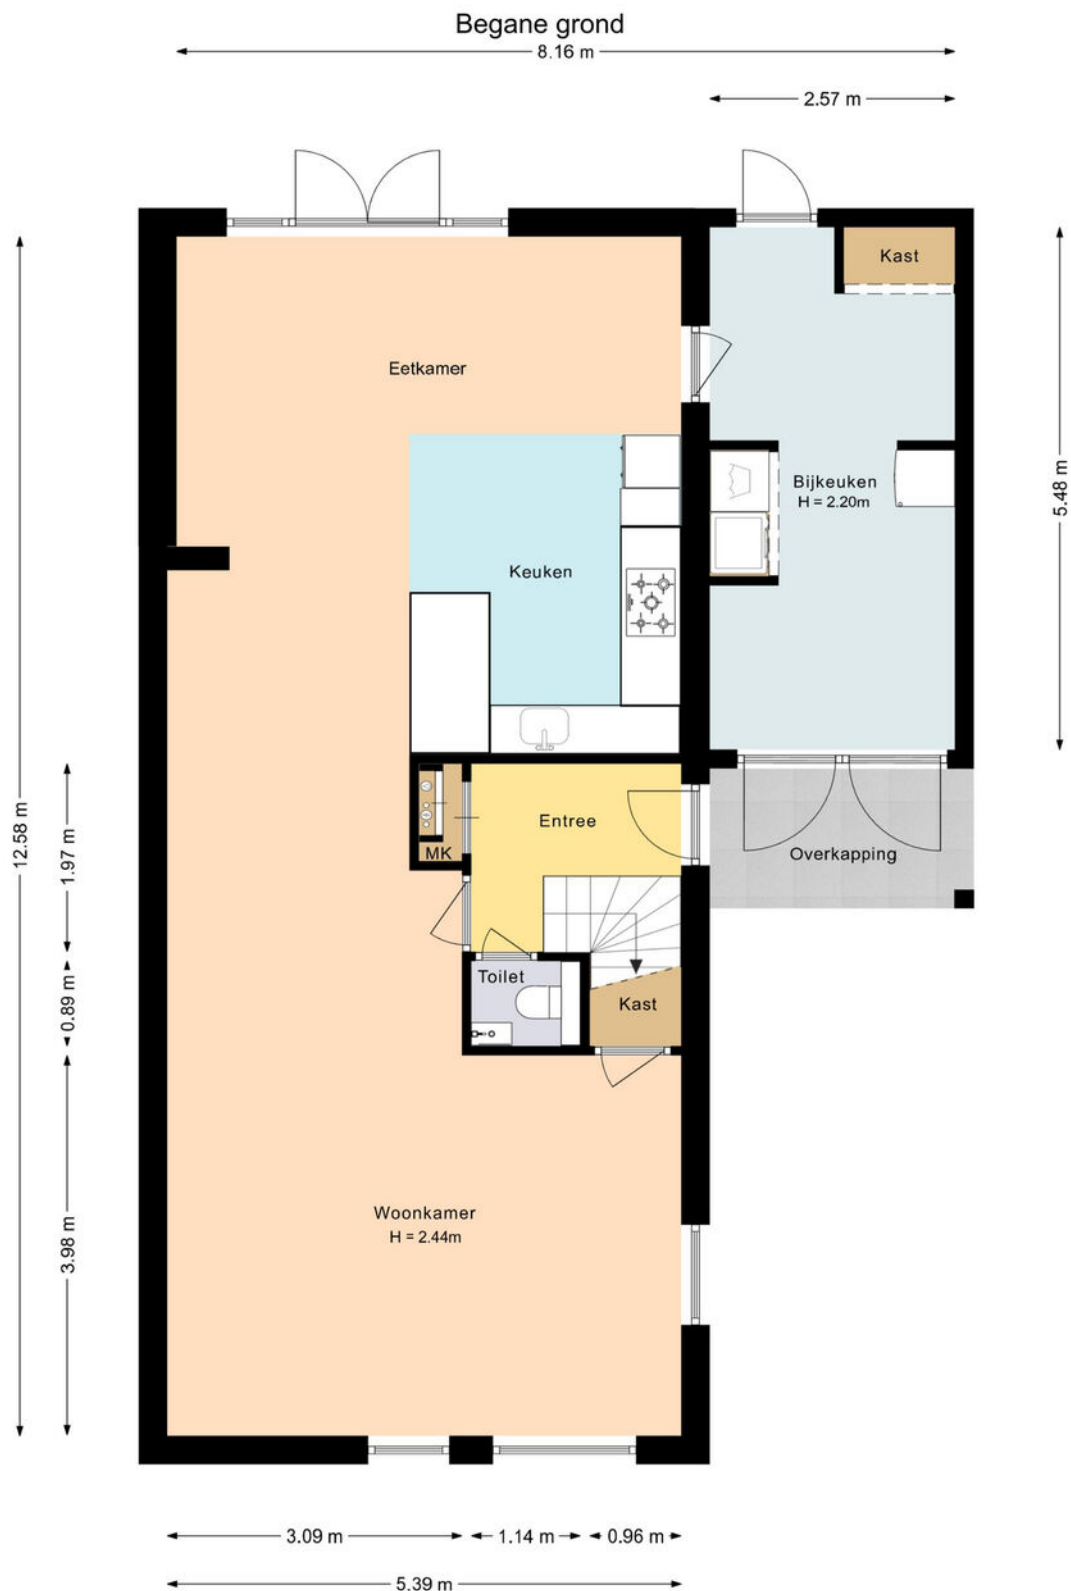 Begane grond
8.16 m
2.57 m
Kast
Eetkamer
Bijkeuken
H = 2.20m
5.48 m
Keuken
12.58 m
1.97 m
Entree
MK
Overkapping
0.89 m
Toilet
Kast
3.98 m
Woonkamer
H = 2.44m
3.09 m
1.14 m
0.96 m
5.39 m